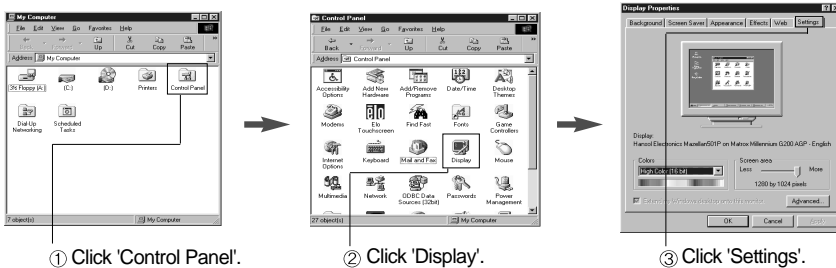 My Computer
File Edit View Go Favorites Help
Back Forward Up Cut Copy Paste
Address My Computer
3½ Floppy (A:) (C:) (D:) Printers Control Panel
Dial-Up Networking Scheduled Tasks
7 object(s) My Computer
① Click 'Control Panel'.
Control Panel
File Edit View Go Favorites Help
Back Forward Up Cut Copy Paste
Address Control Panel
Accessibility Options Add New Hardware Add/Remove Programs Date/Time Desktop Themes
Modems Elo Touchscreen Find Fast Fonts Game Controllers
Internet Options Keyboard Mail and Fax Display Mouse
Multimedia Network ODBC Data Sources (32bit) Passwords Power Management
27 object(s) My Computer
② Click 'Display'.
Display Properties
Background Screen Saver Appearance Effects Web Settings
Display:
Hansol Electronics Mazellan501P on Matrox Millennium G200 AGP - English
Colors Screen area
High Color (16 bit) Less More
1280 by 1024 pixels
Extend my Windows desktop onto this monitor.
Advanced...
OK Cancel Apply
③ Click 'Settings'.